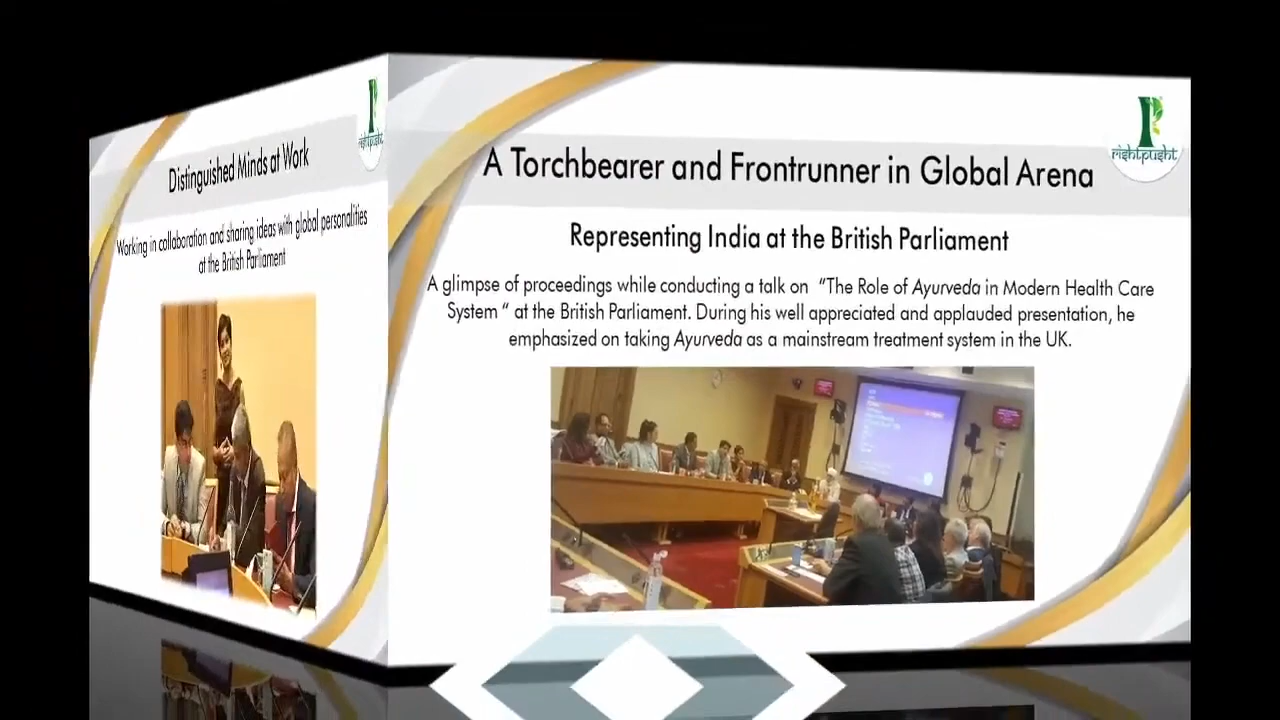 Distinguished Minds at Work
Working in collaboration and sharing ideas with global personalities
at the British Parliament
rishtpusht
A Torchbearer and Frontrunner in Global Arena
rishtpusht
Representing India at the British Parliament
A glimpse of proceedings while conducting a talk on “The Role of Ayurveda in Modern Health Care
System “ at the British Parliament. During his well appreciated and applauded presentation, he
emphasized on taking Ayurveda as a mainstream treatment system in the UK.